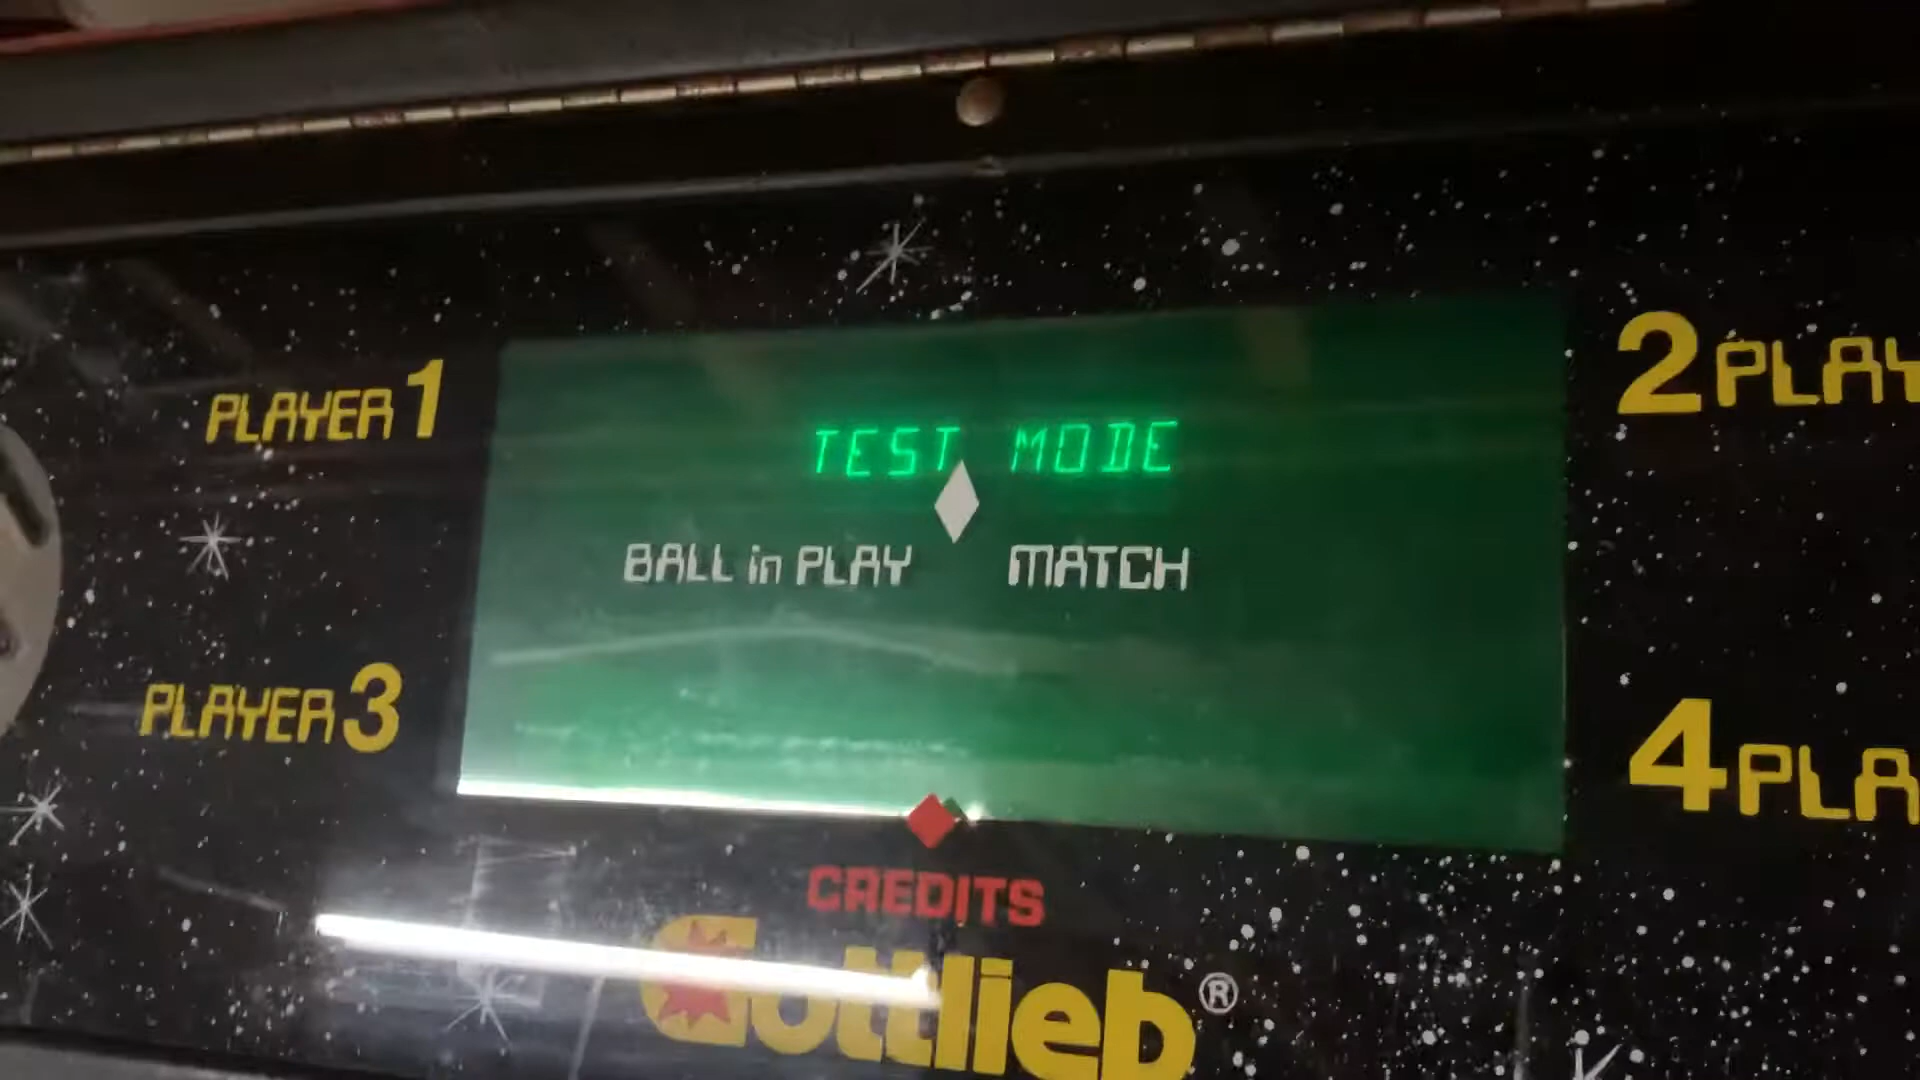 PLAYER 1
2 PLAY
TEST MODE
BALL in PLAY MATCH
PLAYER 3
4 PLA
CREDITS
Gottlieb ®